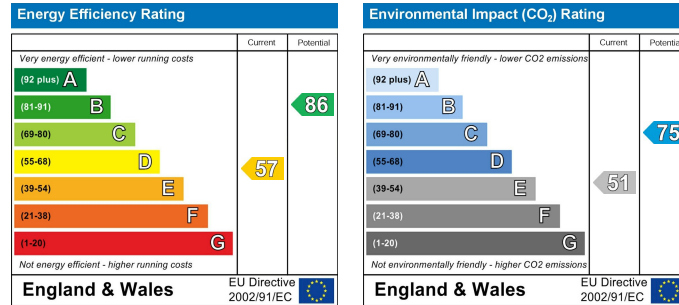 Energy Efficiency Rating
Current Potential
Very energy efficient - lower running costs
(92 plus) A
(81-91) B
(69-80) C
(55-68) D
(39-54) E
(21-38) F
(1-20) G
57
86
Not energy efficient - higher running costs
England & Wales
EU Directive
2002/91/EC
Environmental Impact (CO₂) Rating
Current Potential
Very environmentally friendly - lower CO2 emissions
(92 plus) A
(81-91) B
(69-80) C
(55-68) D
(39-54) E
(21-38) F
(1-20) G
51
75
Not environmentally friendly - higher CO2 emissions
England & Wales
EU Directive
2002/91/EC